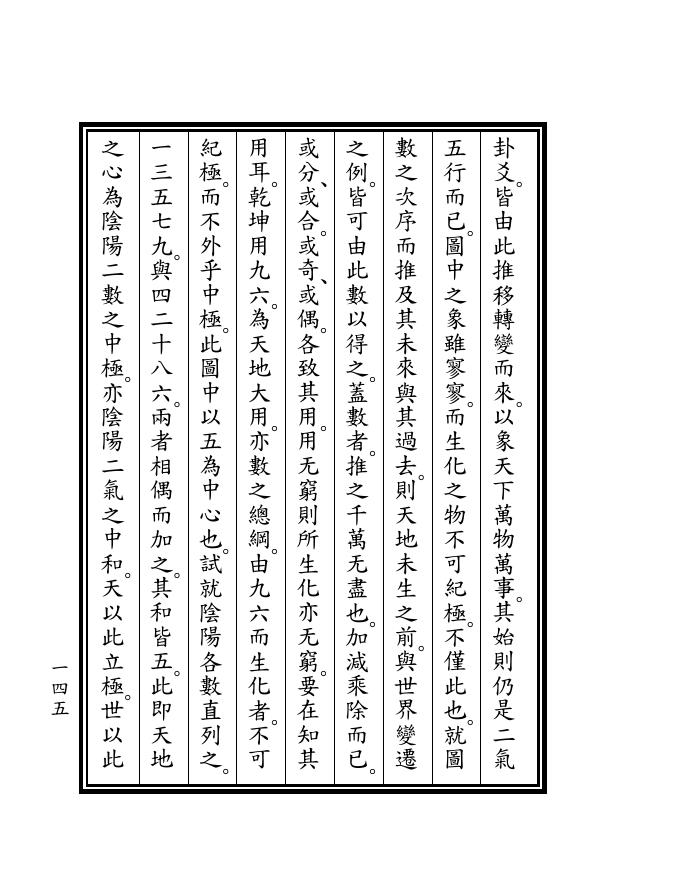 卦爻。皆由此推移轉變而來。以象天下萬物萬事。其始則仍是二氣
五行而已。圖中之象雖寥寥。而生化之物不可紀極。不僅此也。就圖
數之次序而推及其未來與其過去。則天地未生之前。與世界變遷
之例。皆可由此數以得之。蓋數者。推之千萬无盡也。加減乘除而已。
或分、或合。或奇、或偶。各致其用。用无窮則所生化亦无窮。要在知其
用耳。乾坤用九六。為天地大用。亦數之總綱。由九六而生化者。不可
紀極。而不外乎中極。此圖中以五為中心也。試就陰陽各數直列之。
一三五七九。與四二十八六。兩者相偶而加之。其和皆五。此即天地
之心為陰陽二數之中極。亦陰陽二氣之中和。天以此立極。世以此
一四五